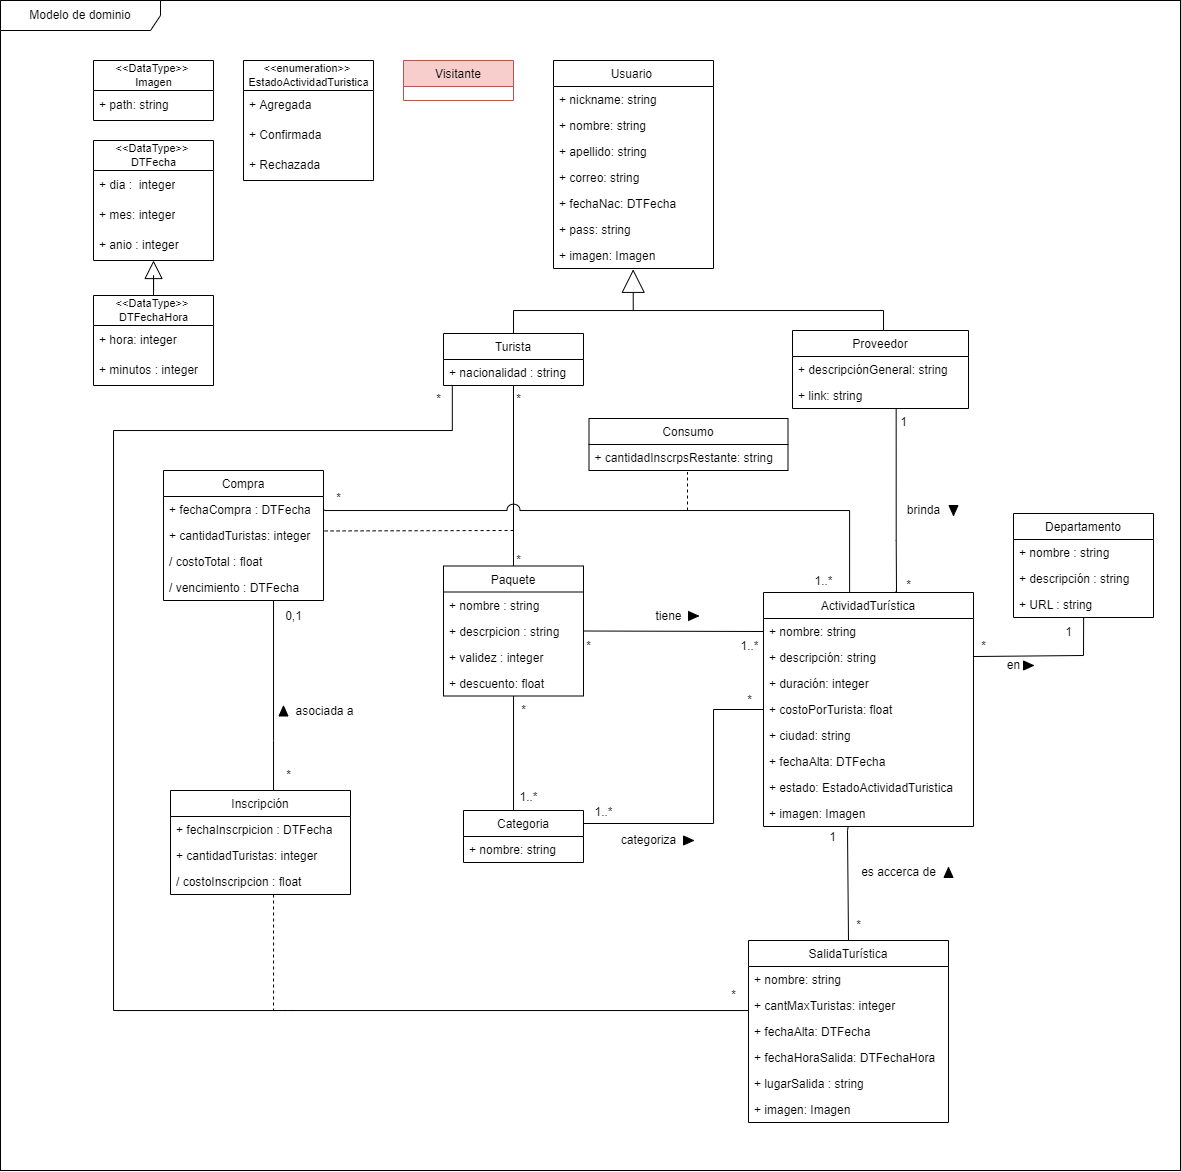 Modelo de dominio
<<DataType>>
Imagen
+ path: string
<<DataType>>
DTFecha
+ dia :  integer
+ mes: integer
+ anio : integer
<<DataType>>
DTFechaHora
+ hora: integer
+ minutos : integer
<<enumeration>>
EstadoActividadTuristica
+ Agregada
+ Confirmada
+ Rechazada
Visitante
Usuario
+ nickname: string
+ nombre: string
+ apellido: string
+ correo: string
+ fechaNac: DTFecha
+ pass: string
+ imagen: Imagen
Turista
+ nacionalidad : string
*
*
Proveedor
+ descripciónGeneral: string
+ link: string
1
brinda
*
Consumo
+ cantidadInscrpsRestante: string
Compra
+ fechaCompra : DTFecha
+ cantidadTuristas: integer
/ costoTotal : float
/ vencimiento : DTFecha
*
1..*
0,1
asociada a
*
*
Paquete
+ nombre : string
+ descrpicion : string
+ validez : integer
+ descuento: float
*
tiene
1..*
*
1..*
Departamento
+ nombre : string
+ descripción : string
+ URL : string
1
*
en
ActividadTurística
+ nombre: string
+ descripción: string
+ duración: integer
+ costoPorTurista: float
+ ciudad: string
+ fechaAlta: DTFecha
+ estado: EstadoActividadTuristica
+ imagen: Imagen
Categoria
+ nombre: string
1..*
categoriza
*
Inscripción
+ fechaInscrpicion : DTFecha
+ cantidadTuristas: integer
/ costoInscripcion : float
1
es accerca de
*
*
SalidaTurística
+ nombre: string
+ cantMaxTuristas: integer
+ fechaAlta: DTFecha
+ fechaHoraSalida: DTFechaHora
+ lugarSalida : string
+ imagen: Imagen